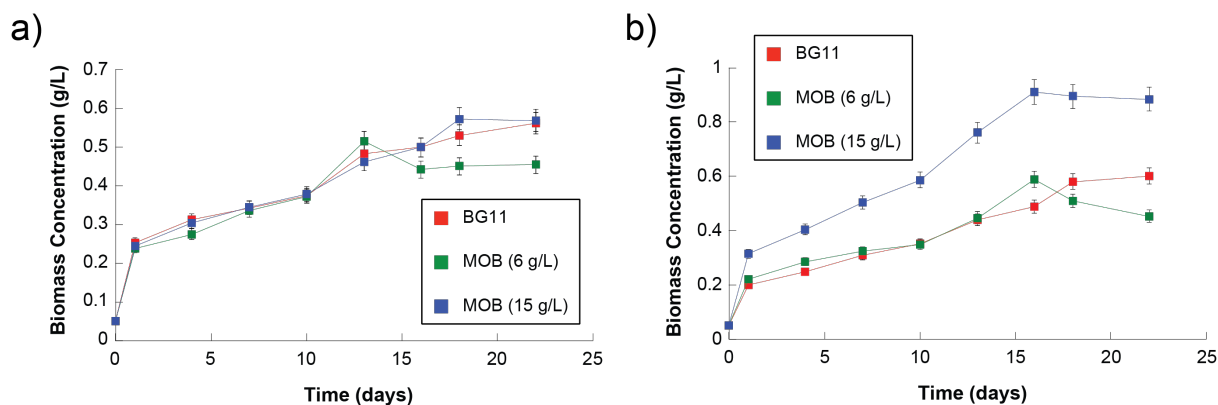 a)
Biomass Concentration (g/L)
0.7
0.6
0.5
0.4
0.3
0.2
0.1
0
BG11
MOB (6 g/L)
MOB (15 g/L)
0 5 10 15 20 25
Time (days)
b)
Biomass Concentration (g/L)
1
0.8
0.6
0.4
0.2
0
BG11
MOB (6 g/L)
MOB (15 g/L)
0 5 10 15 20 25
Time (days)